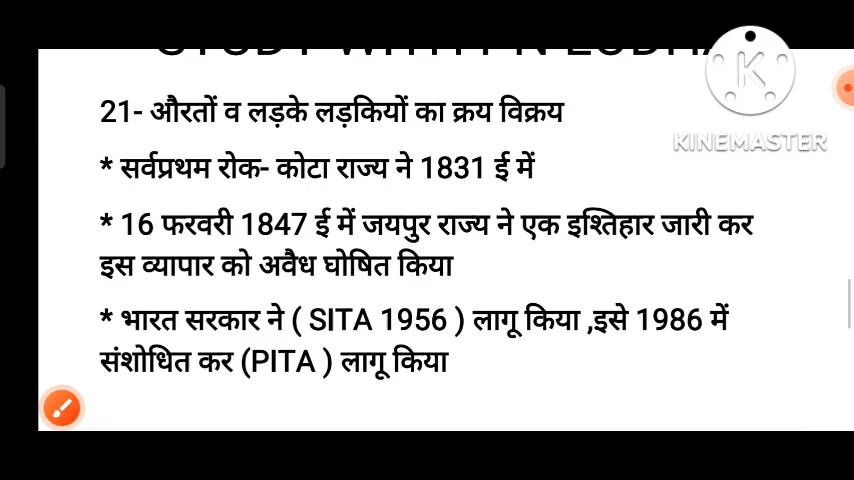 21- औरतों व लड़के लड़कियों का क्रय विक्रय
KINEMASTER
* सर्वप्रथम रोक- कोटा राज्य ने 1831 ई में
* 16 फरवरी 1847 ई में जयपुर राज्य ने एक इश्तिहार जारी कर
इस व्यापार को अवैध घोषित किया
* भारत सरकार ने ( SITA 1956 ) लागू किया ,इसे 1986 में
संशोधित कर (PITA ) लागू किया